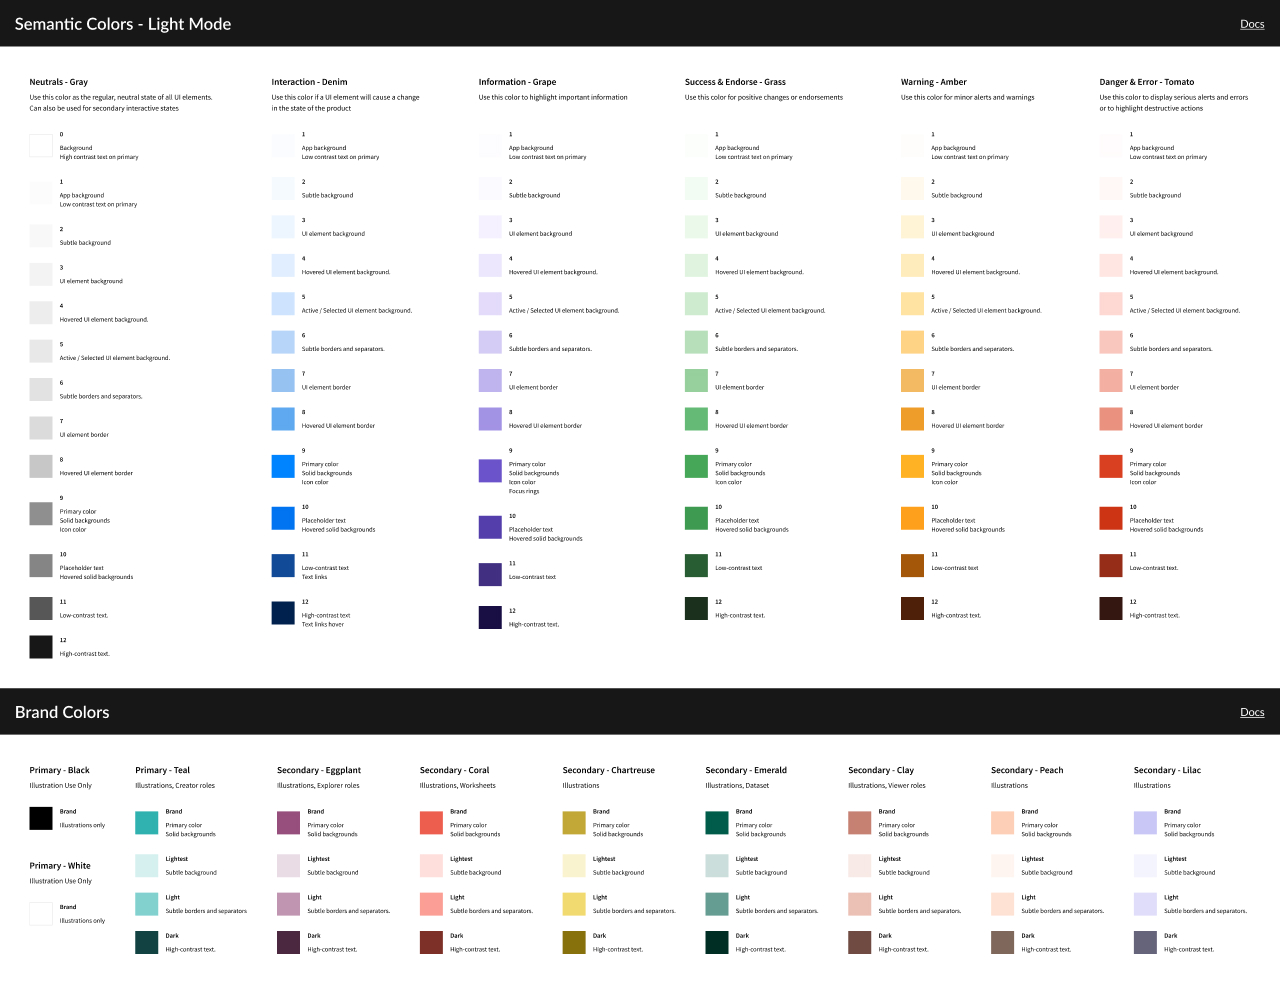 Semantic Colors - Light Mode
Docs
Neutrals - Gray
Use this color as the regular, neutral state of all UI elements.
Can also be used for secondary interactive states
0
Background
High contrast text on primary
1
App background
Low contrast text on primary
2
Subtle background
3
UI element background
4
Hovered UI element background.
5
Active / Selected UI element background.
6
Subtle borders and separators.
7
UI element border
8
Hovered UI element border
9
Primary color
Solid backgrounds
Icon color
10
Placeholder text
Hovered solid backgrounds
11
Low-contrast text.
12
High-contrast text.
Interaction - Denim
Use this color if a UI element will cause a change
in the state of the product
1
App background
Low contrast text on primary
2
Subtle background
3
UI element background
4
Hovered UI element background.
5
Active / Selected UI element background.
6
Subtle borders and separators.
7
UI element border
8
Hovered UI element border
9
Primary color
Solid backgrounds
Icon color
10
Placeholder text
Hovered solid backgrounds
11
Low-contrast text
Text links
12
High-contrast text
Text links hover
Information - Grape
Use this color to highlight important information
1
App background
Low contrast text on primary
2
Subtle background
3
UI element background
4
Hovered UI element background.
5
Active / Selected UI element background.
6
Subtle borders and separators.
7
UI element border
8
Hovered UI element border
9
Primary color
Solid backgrounds
Icon color
Focus rings
10
Placeholder text
Hovered solid backgrounds
11
Low-contrast text
12
High-contrast text.
Success & Endorse - Grass
Use this color for positive changes or endorsements
1
App background
Low contrast text on primary
2
Subtle background
3
UI element background
4
Hovered UI element background.
5
Active / Selected UI element background.
6
Subtle borders and separators.
7
UI element border
8
Hovered UI element border
9
Primary color
Solid backgrounds
Icon color
10
Placeholder text
Hovered solid backgrounds
11
Low-contrast text
12
High-contrast text.
Warning - Amber
Use this color for minor alerts and warnings
1
App background
Low contrast text on primary
2
Subtle background
3
UI element background
4
Hovered UI element background.
5
Active / Selected UI element background.
6
Subtle borders and separators.
7
UI element border
8
Hovered UI element border
9
Primary color
Solid backgrounds
Icon color
10
Placeholder text
Hovered solid backgrounds
11
Low-contrast text
12
High-contrast text.
Danger & Error - Tomato
Use this color to display serious alerts and errors
or to highlight destructive actions
1
App background
Low contrast text on primary
2
Subtle background
3
UI element background
4
Hovered UI element background.
5
Active / Selected UI element background.
6
Subtle borders and separators.
7
UI element border
8
Hovered UI element border
9
Primary color
Solid backgrounds
Icon color
10
Placeholder text
Hovered solid backgrounds
11
Low-contrast text.
12
High-contrast text.
Brand Colors
Docs
Primary - Black
Illustration Use Only
Brand
Illustrations only
Primary - White
Illustration Use Only
Brand
Illustrations only
Primary - Teal
Illustrations, Creator roles
Brand
Primary color
Solid backgrounds
Lightest
Subtle background
Light
Subtle borders and separators
Dark
High-contrast text.
Secondary - Eggplant
Illustrations, Explorer roles
Brand
Primary color
Solid backgrounds
Lightest
Subtle background
Light
Subtle borders and separators.
Dark
High-contrast text.
Secondary - Coral
Illustrations, Worksheets
Brand
Primary color
Solid backgrounds
Lightest
Subtle background
Light
Subtle borders and separators.
Dark
High-contrast text.
Secondary - Chartreuse
Illustrations
Brand
Primary color
Solid backgrounds
Lightest
Subtle background
Light
Subtle borders and separators.
Dark
High-contrast text.
Secondary - Emerald
Illustrations, Dataset
Brand
Primary color
Solid backgrounds
Lightest
Subtle background
Light
Subtle borders and separators.
Dark
High-contrast text.
Secondary - Clay
Illustrations, Viewer roles
Brand
Primary color
Solid backgrounds
Lightest
Subtle background
Light
Subtle borders and separators.
Dark
High-contrast text.
Secondary - Peach
Illustrations
Brand
Primary color
Solid backgrounds
Lightest
Subtle background
Light
Subtle borders and separators.
Dark
High-contrast text.
Secondary - Lilac
Illustrations
Brand
Primary color
Solid backgrounds
Lightest
Subtle background
Light
Subtle borders and separators.
Dark
High-contrast text.